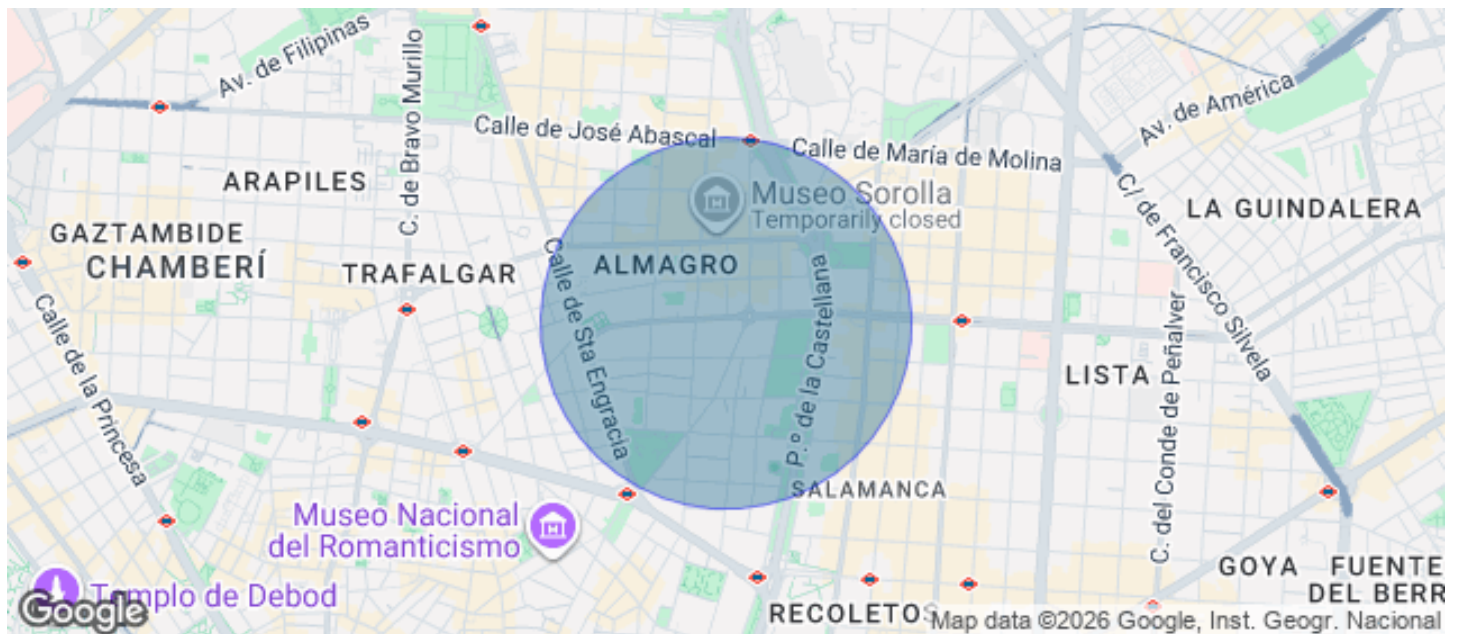 Av. de Filipinas
C. de Bravo Murillo
Calle de José Abascal
Calle de María de Molina
Av. de América
ARAPILES
Museo Sorolla
Temporarily closed
C/ de Francisco Silvela
LA GUINDALERA
GAZTAMBIDE
CHAMBERÍ
TRAFALGAR
ALMAGRO
Calle de Sta Engracia
P.º de la Castellana
Calle de la Princesa
LISTA
C. del Conde de Peñalver
SALAMANCA
Museo Nacional
del Romanticismo
GOYA
FUENTE
DEL BERR
Templo de Debod
RECOLETOS
Google
Map data ©2026 Google, Inst. Geogr. Nacional